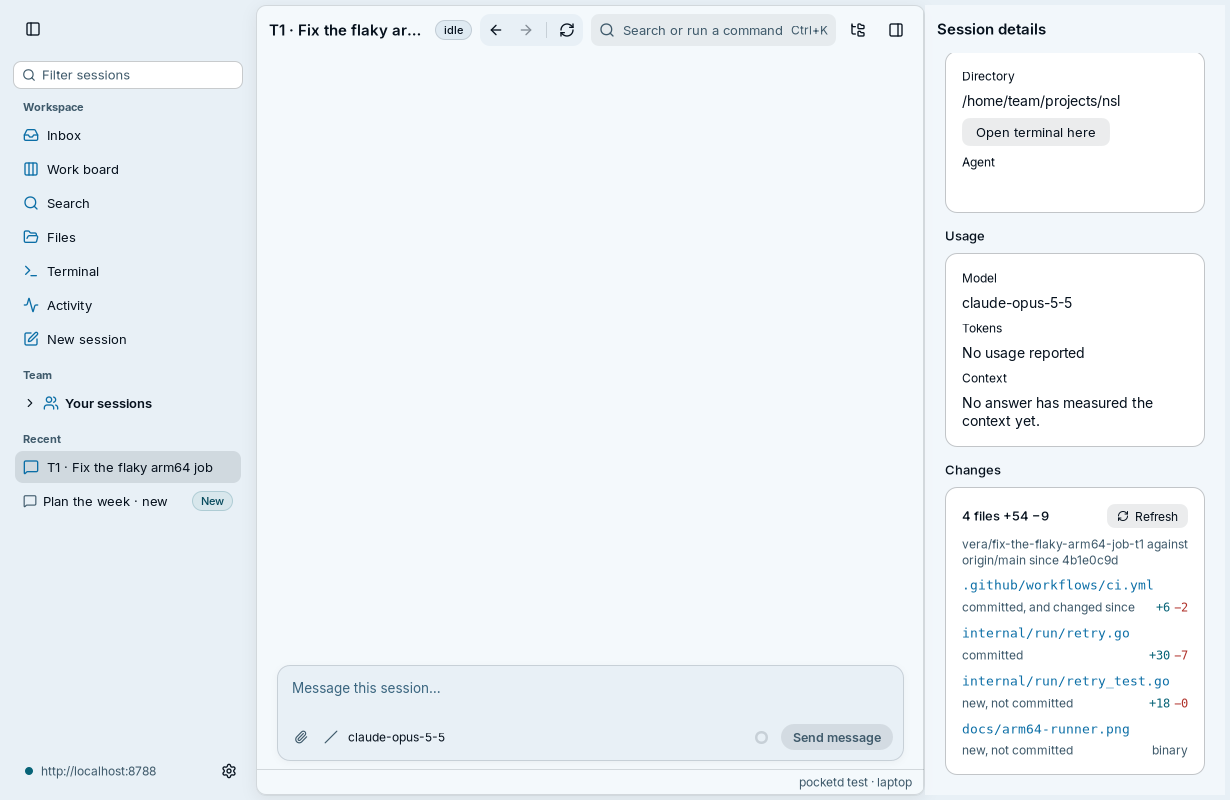 Filter sessions
Workspace
Inbox
Work board
Search
Files
Terminal
Activity
New session
Team
Your sessions
Recent
T1 · Fix the flaky arm64 job
Plan the week · new
New
http://localhost:8788
T1 · Fix the flaky ar...
idle
Search or run a command
Ctrl+K
Message this session...
claude-opus-5-5
Send message
pocketd test · laptop
Session details
Directory
/home/team/projects/nsl
Open terminal here
Agent
Usage
Model
claude-opus-5-5
Tokens
No usage reported
Context
No answer has measured the
context yet.
Changes
4 files +54 −9
Refresh
vera/fix-the-flaky-arm64-job-t1 against
origin/main since 4b1e0c9d
.github/workflows/ci.yml
committed, and changed since +6 −2
internal/run/retry.go
committed +30 −7
internal/run/retry_test.go
new, not committed +18 −0
docs/arm64-runner.png
new, not committed binary